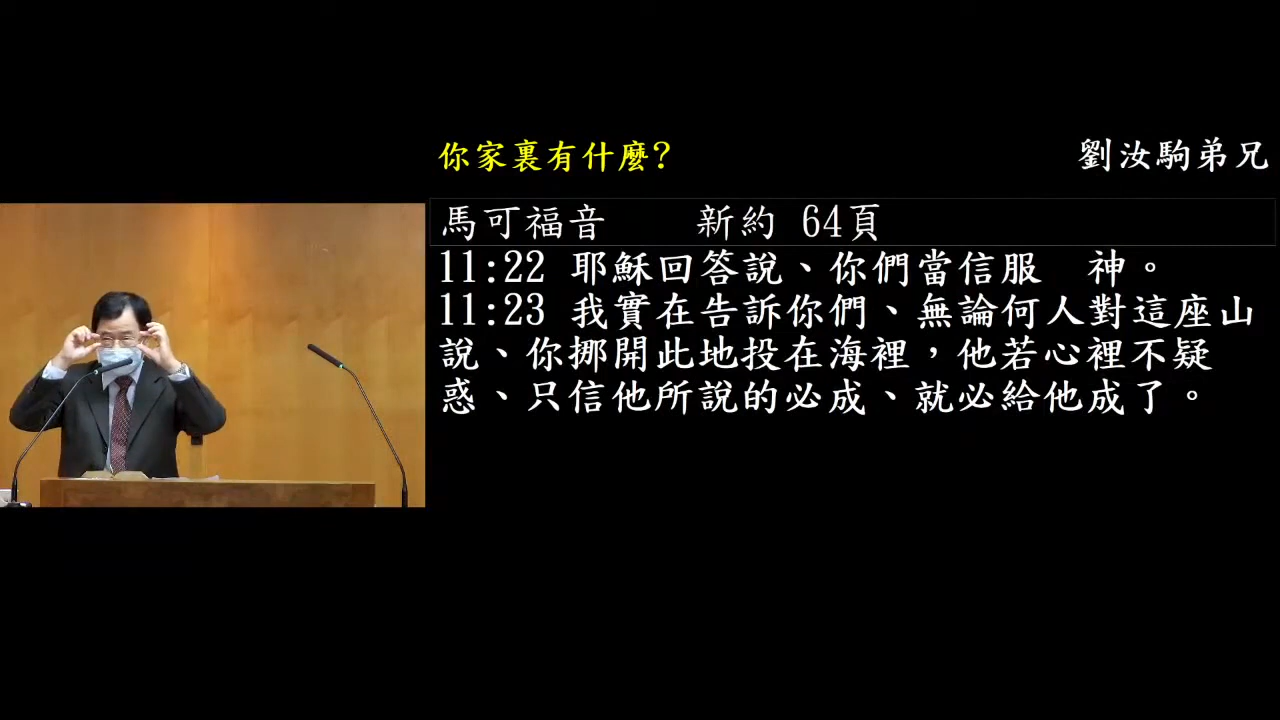 你家裏有什麼?
劉汝駒弟兄
馬可福音　　新約 64頁
11:22 耶穌回答說、你們當信服　神。
11:23 我實在告訴你們、無論何人對這座山
說、你挪開此地投在海裡，他若心裡不疑
惑、只信他所說的必成、就必給他成了。